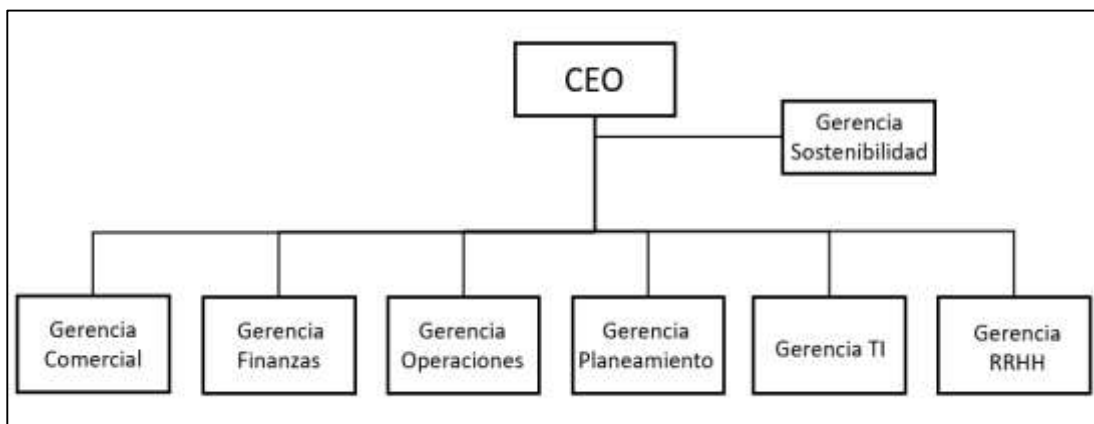 CEO
Gerencia
Sostenibilidad
Gerencia
Comercial
Gerencia
Finanzas
Gerencia
Operaciones
Gerencia
Planeamiento
Gerencia TI
Gerencia
RRHH